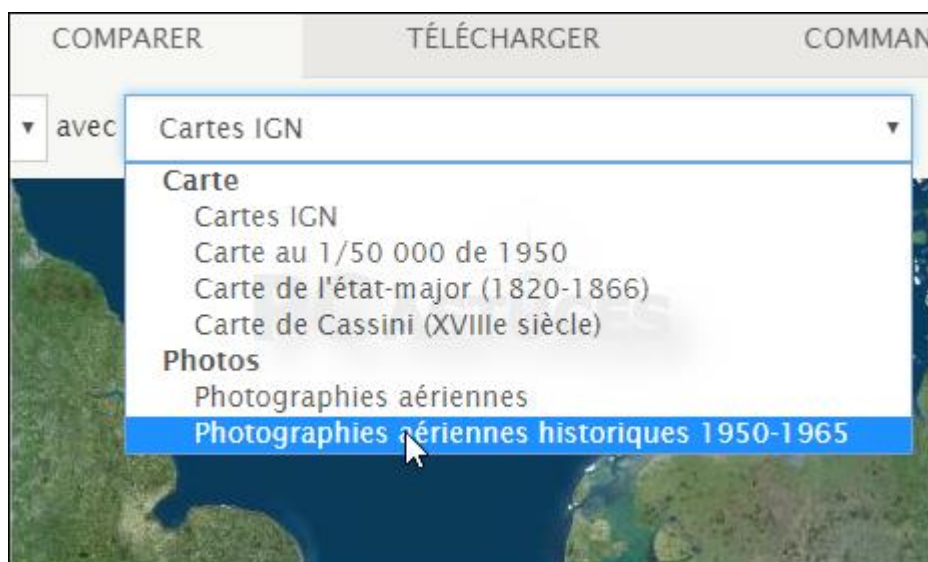 COMPARER TÉLÉCHARGER COMMAN
avec Cartes IGN
Carte
Cartes IGN
Carte au 1/50 000 de 1950
Carte de l'état-major (1820-1866)
Carte de Cassini (XVIIIe siècle)
Photos
Photographies aériennes
Photographies aériennes historiques 1950-1965